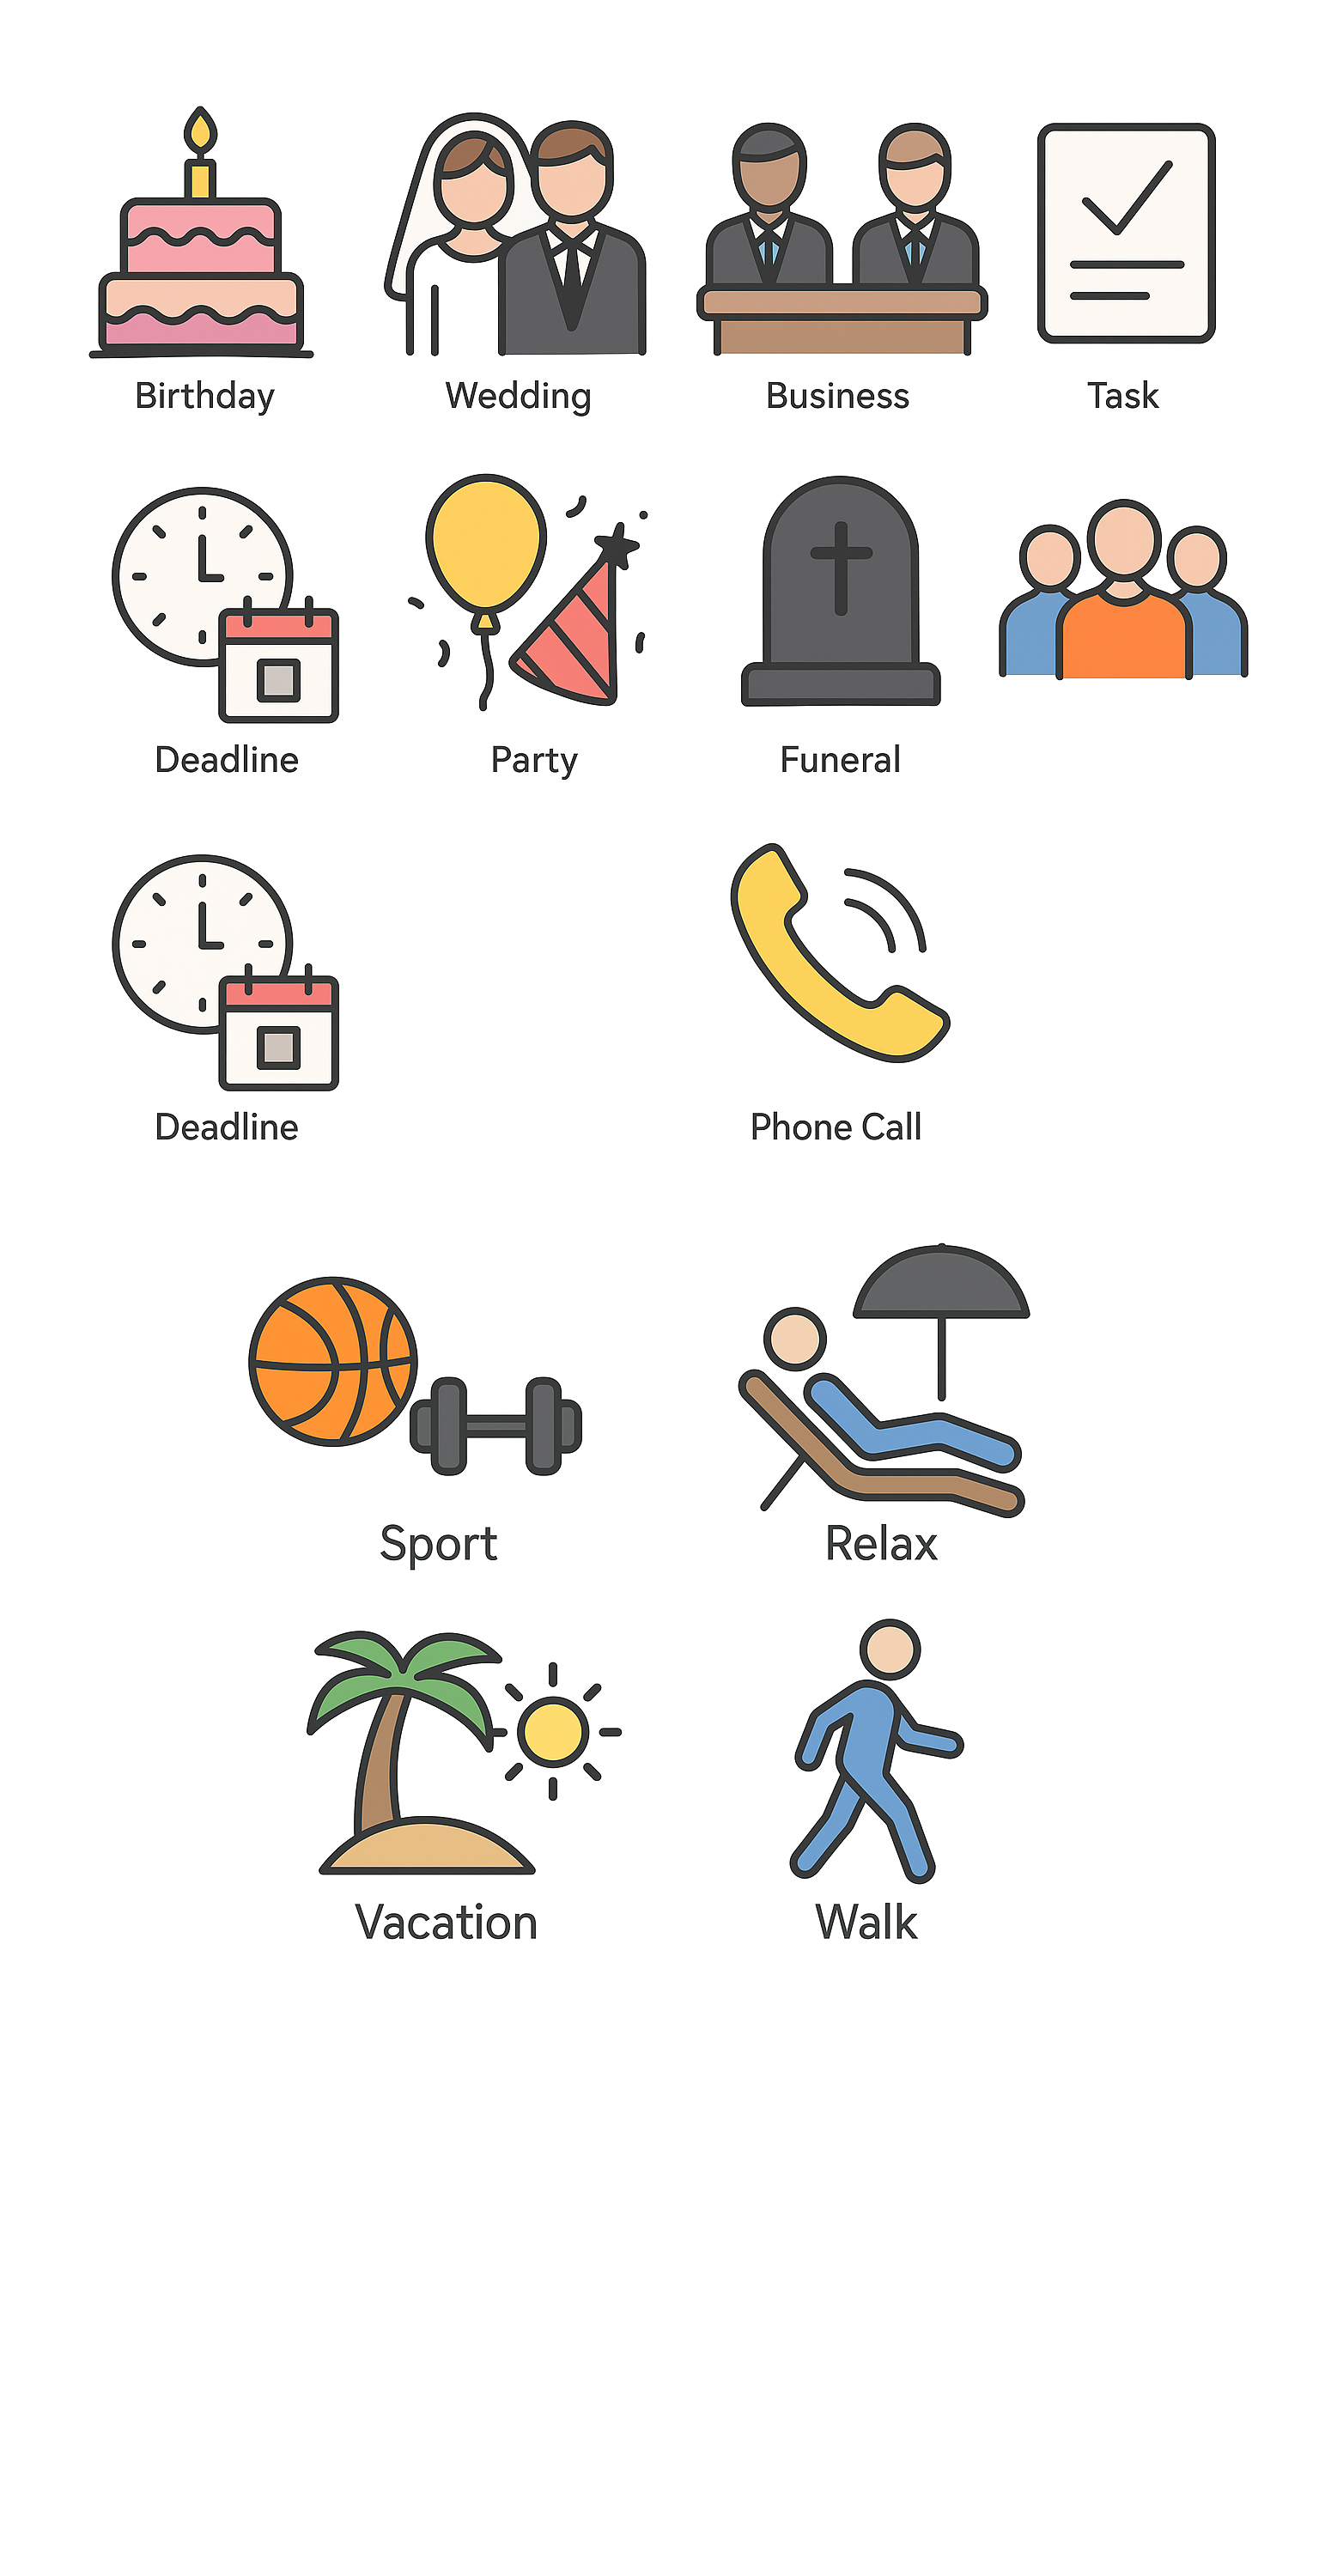 Birthday
Wedding
Business
Task
Deadline
Party
Funeral
Deadline
Phone Call
Sport
Relax
Vacation
Walk